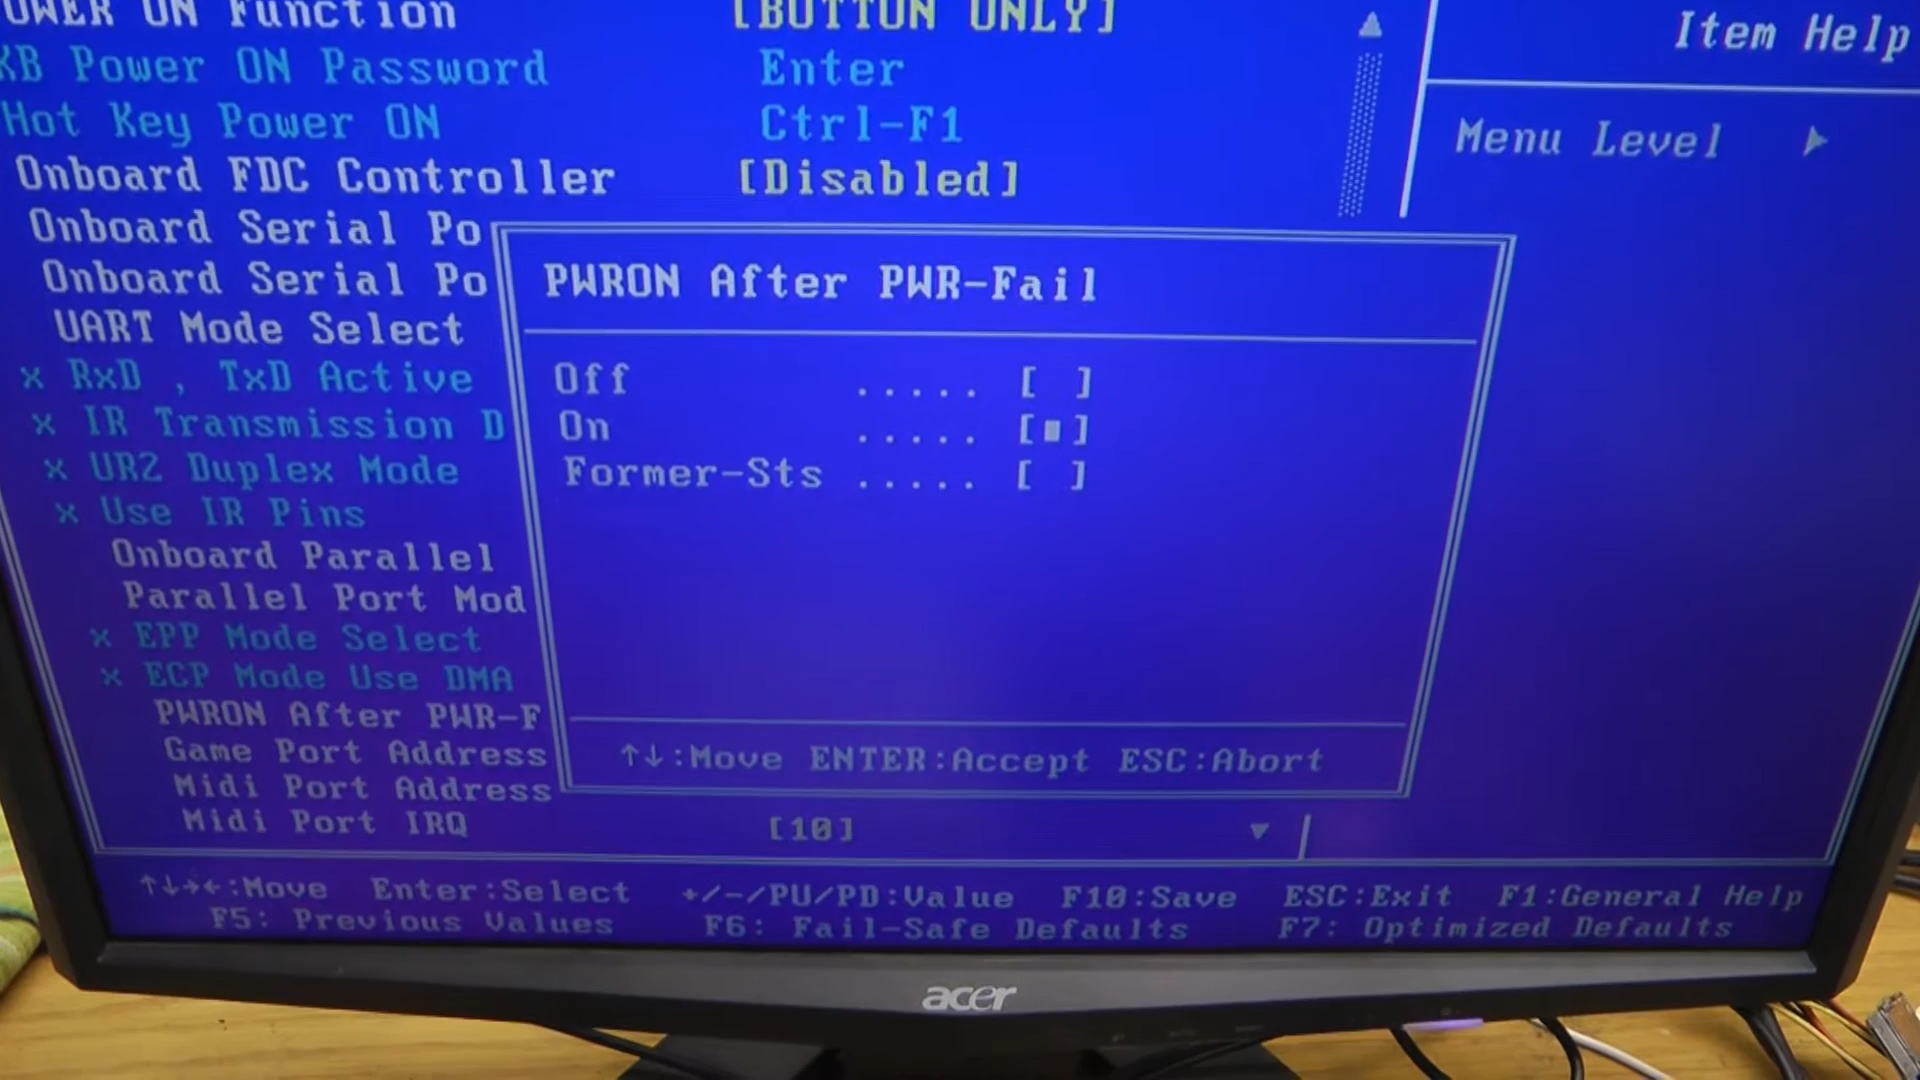 POWER ON Function [BUTTON ONLY]
KB Power ON Password Enter
Hot Key Power ON Ctrl-F1
Onboard FDC Controller [Disabled]
Onboard Serial Po
Onboard Serial Po
UART Mode Select
x RxD , TxD Active
x IR Transmission D
x UR2 Duplex Mode
x Use IR Pins
Onboard Parallel
Parallel Port Mod
x EPP Mode Select
x ECP Mode Use DMA
PWRON After PWR-F
Game Port Address
Midi Port Address
Midi Port IRQ [10]
PWRON After PWR-Fail
Off ..... [ ]
On ..... [■]
Former-Sts ..... [ ]
↑↓:Move ENTER:Accept ESC:Abort
Item Help
Menu Level ►
↑↓→←:Move Enter:Select +/-/PU/PD:Value F10:Save ESC:Exit F1:General Help
F5: Previous Values F6: Fail-Safe Defaults F7: Optimized Defaults
acer